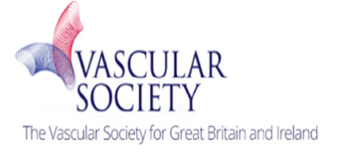 VASCULAR
SOCIETY
The Vascular Society for Great Britain and Ireland